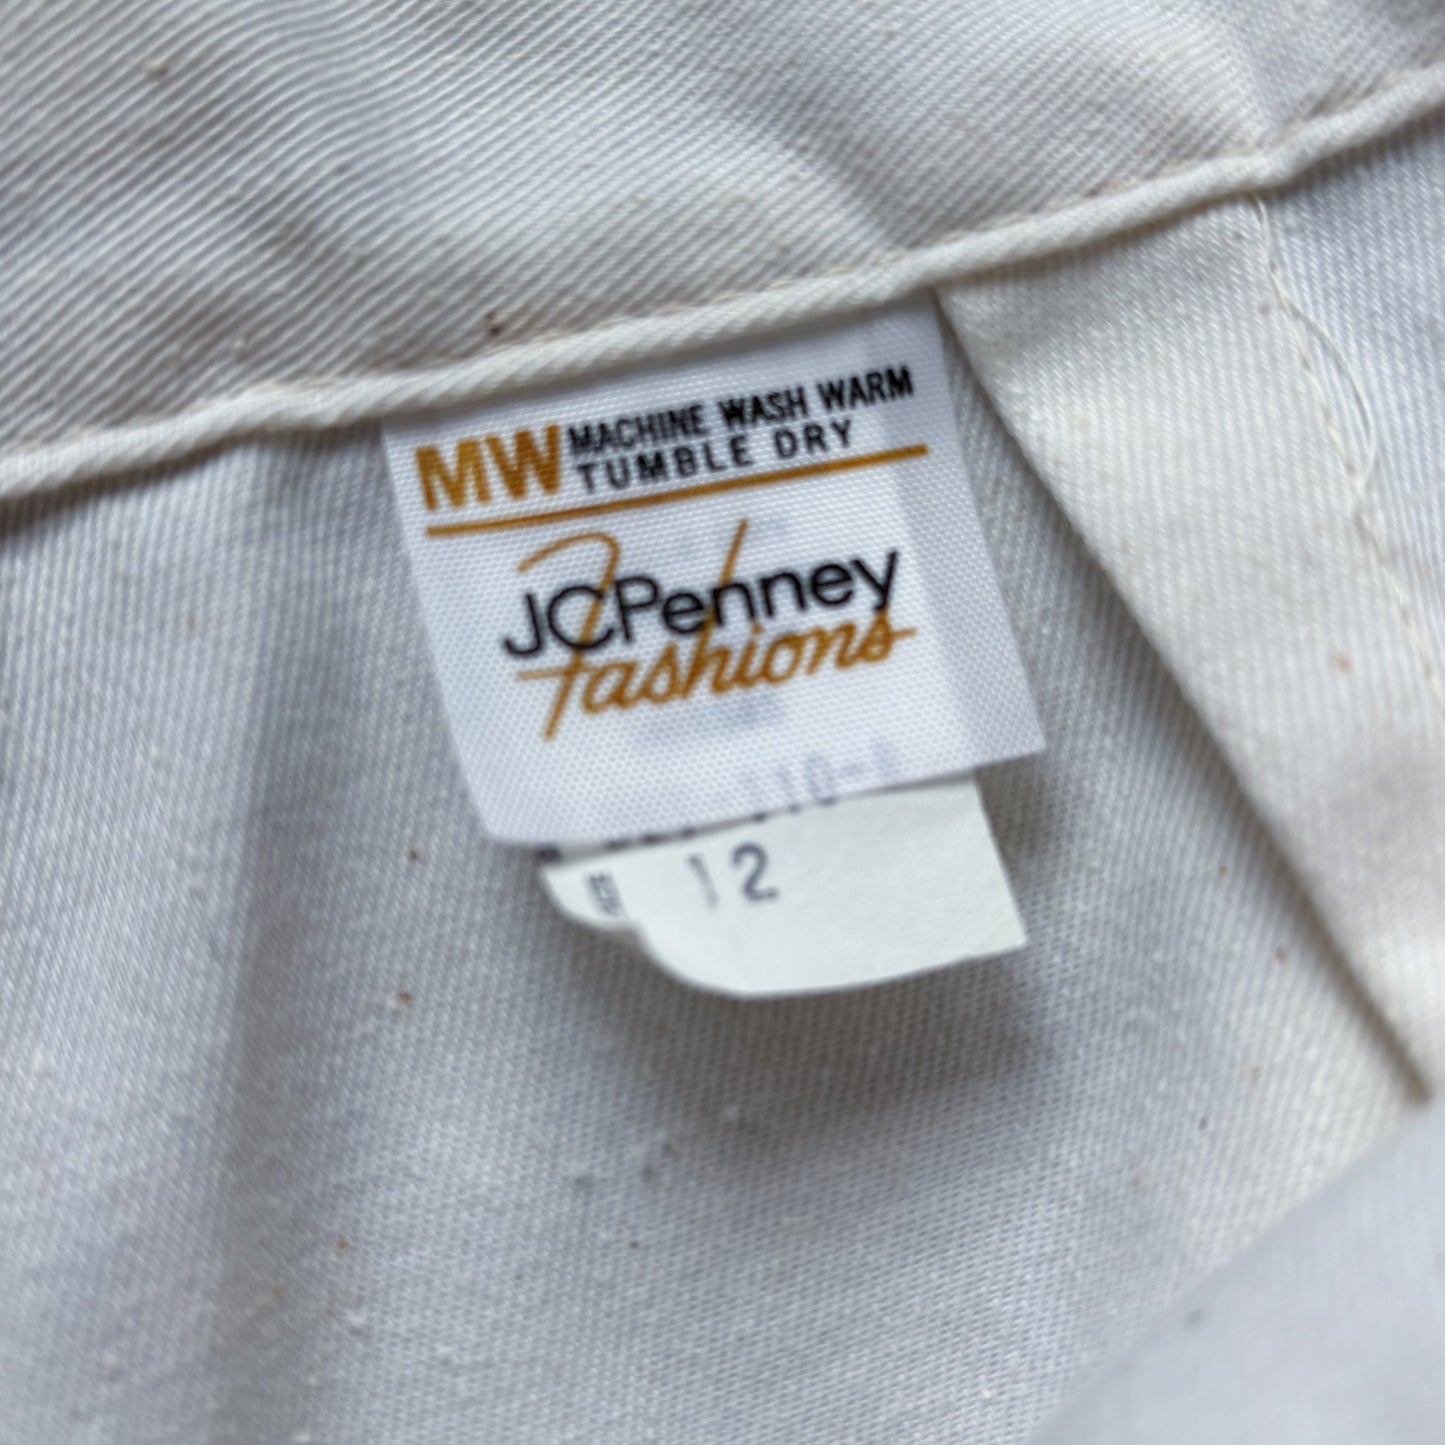 MW MACHINE WASH WARM
TUMBLE DRY
JCPenney
fashions
12